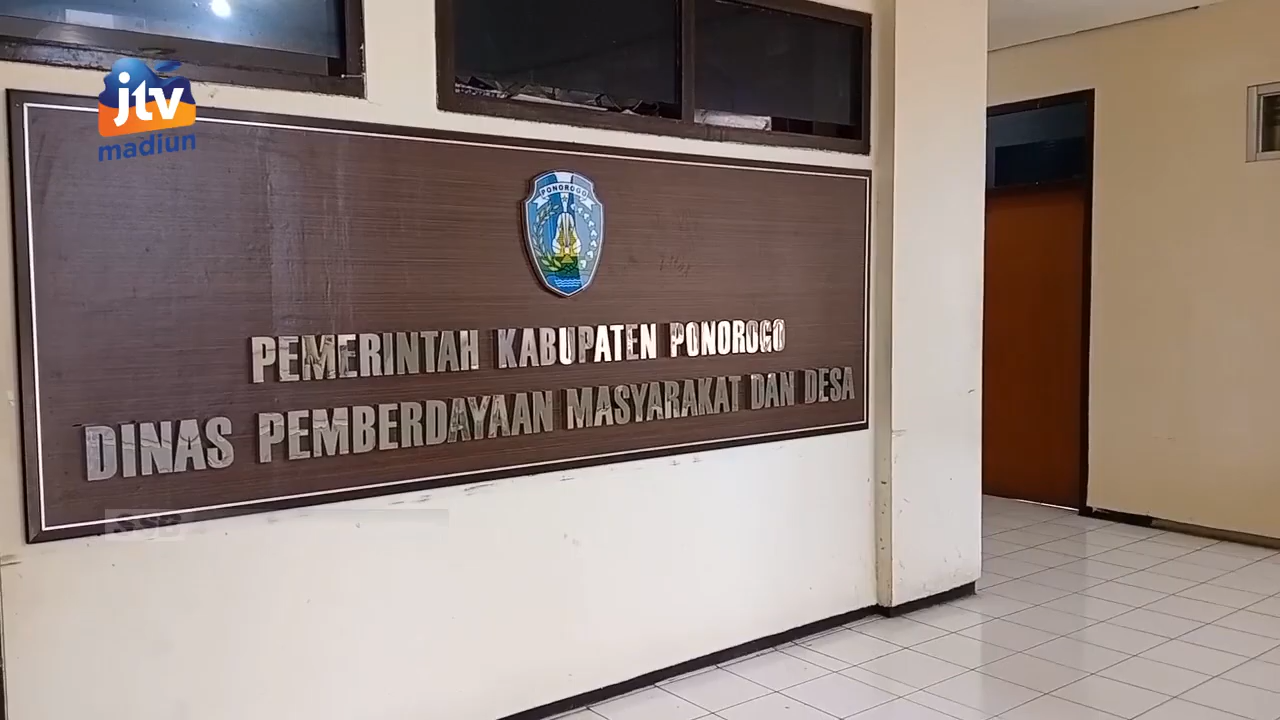 jtv
madiun
PONOROGO
PEMERINTAH KABUPATEN PONOROGO
DINAS PEMBERDAYAAN MASYARAKAT DAN DESA